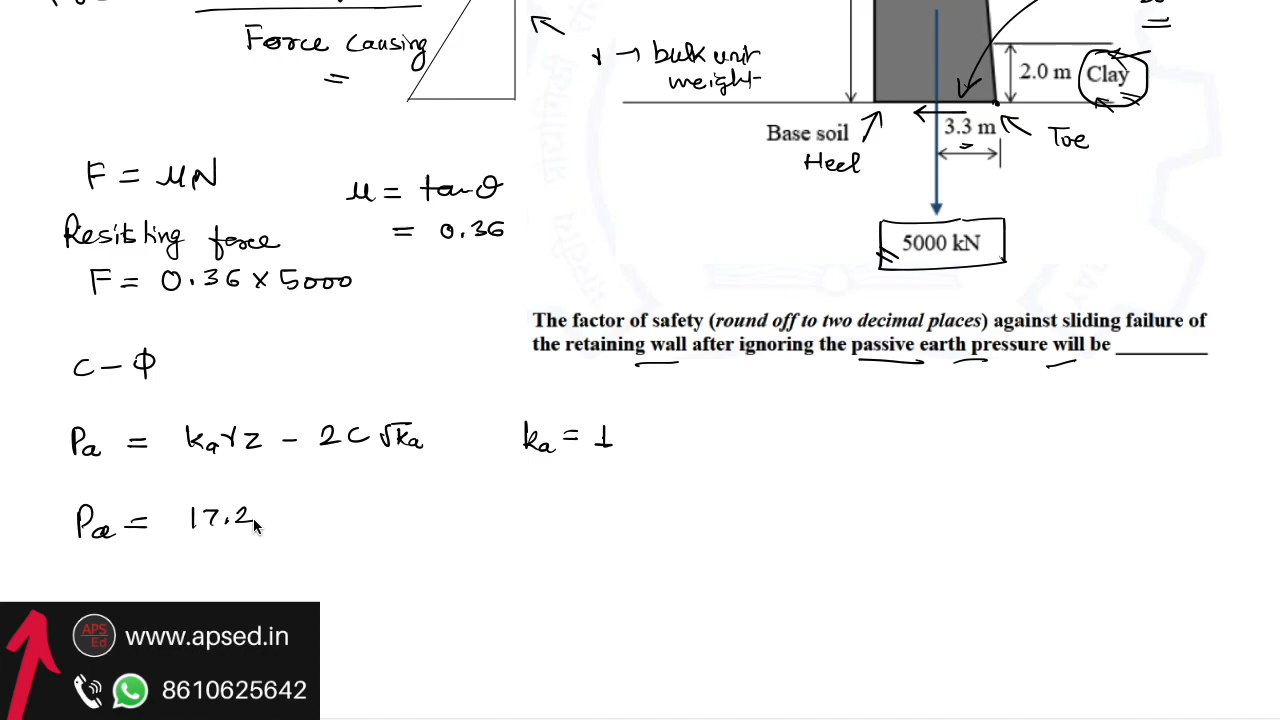 Force causing
=
γ → bulk unit
weight
2.0 m
Clay
3.3 m
Base soil
Heel
Toe
5000 kN
F = μN
μ = tanθ
= 0.36
Resisting force
F = 0.36 × 5000
The factor of safety (round off to two decimal places) against sliding failure of
the retaining wall after ignoring the passive earth pressure will be ________
c – ϕ
Pa = kaγz – 2c√ka
ka = 1
Pa = 17.2
APS
Ed
www.apsed.in
8610625642